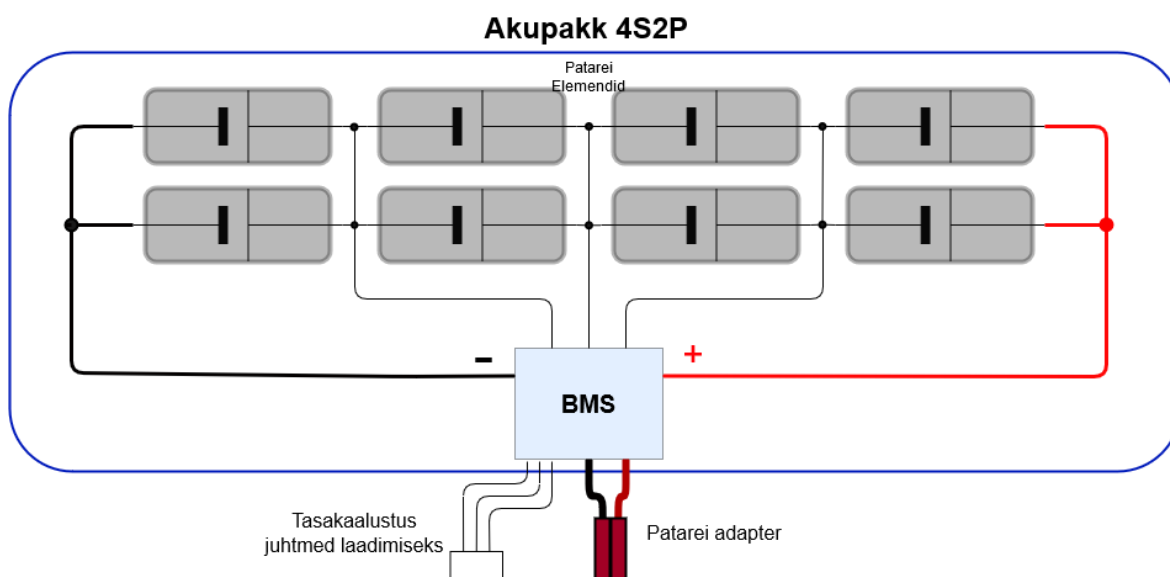 Akupakk 4S2P
Patarei
Elemendid
- +
BMS
Tasakaalustus
juhtmed laadimiseks
Patarei adapter